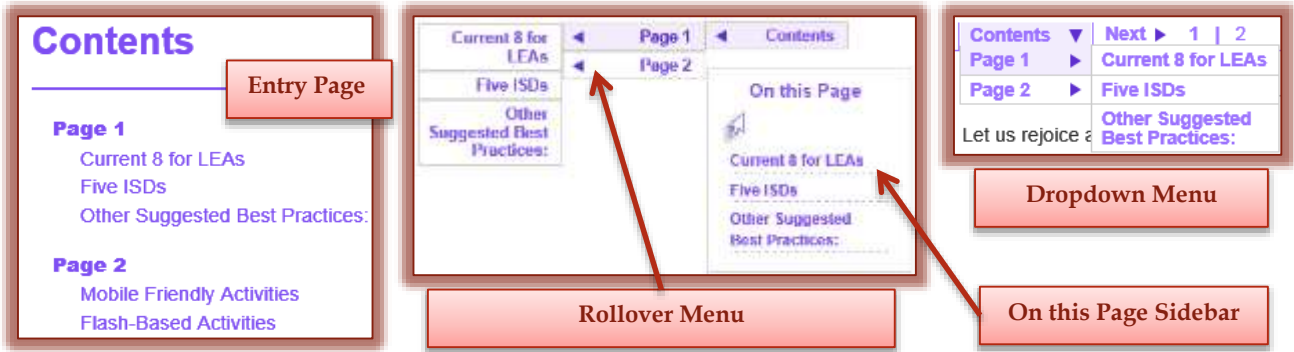 Contents
Entry Page
Page 1
Current 8 for LEAs
Five ISDs
Other Suggested Best Practices:
Page 2
Mobile Friendly Activities
Flash-Based Activities
Current 8 for
LEAs
Five ISDs
Other
Suggested Best
Practices:
◄ Page 1
◄ Page 2
◄ Contents
On this Page
Current 8 for LEAs
Five ISDs
Other Suggested
Best Practices:
Rollover Menu
Contents ▼ Next ► 1 | 2
Page 1 ►
Page 2 ►
Current 8 for LEAs
Five ISDs
Other Suggested
Best Practices:
Let us rejoice
Dropdown Menu
On this Page Sidebar